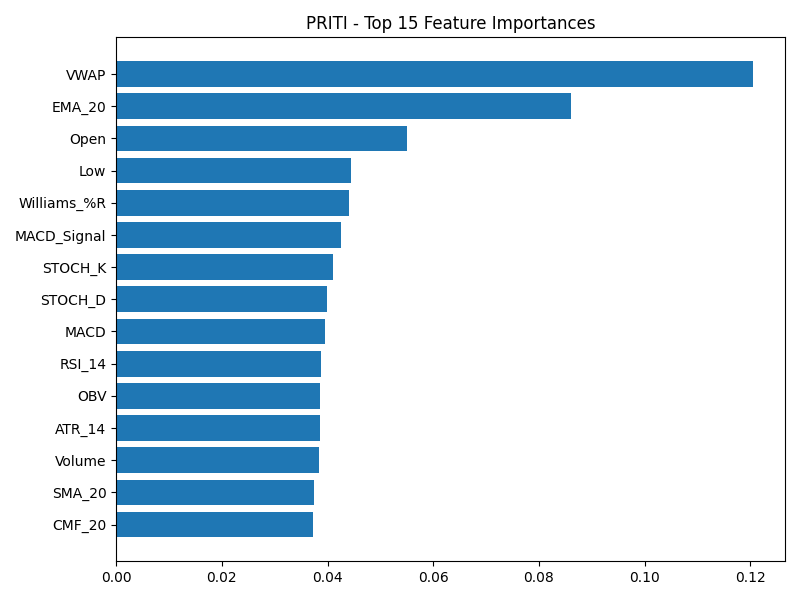 PRITI - Top 15 Feature Importances
VWAP
EMA_20
Open
Low
Williams_%R
MACD_Signal
STOCH_K
STOCH_D
MACD
RSI_14
OBV
ATR_14
Volume
SMA_20
CMF_20
0.00 0.02 0.04 0.06 0.08 0.10 0.12